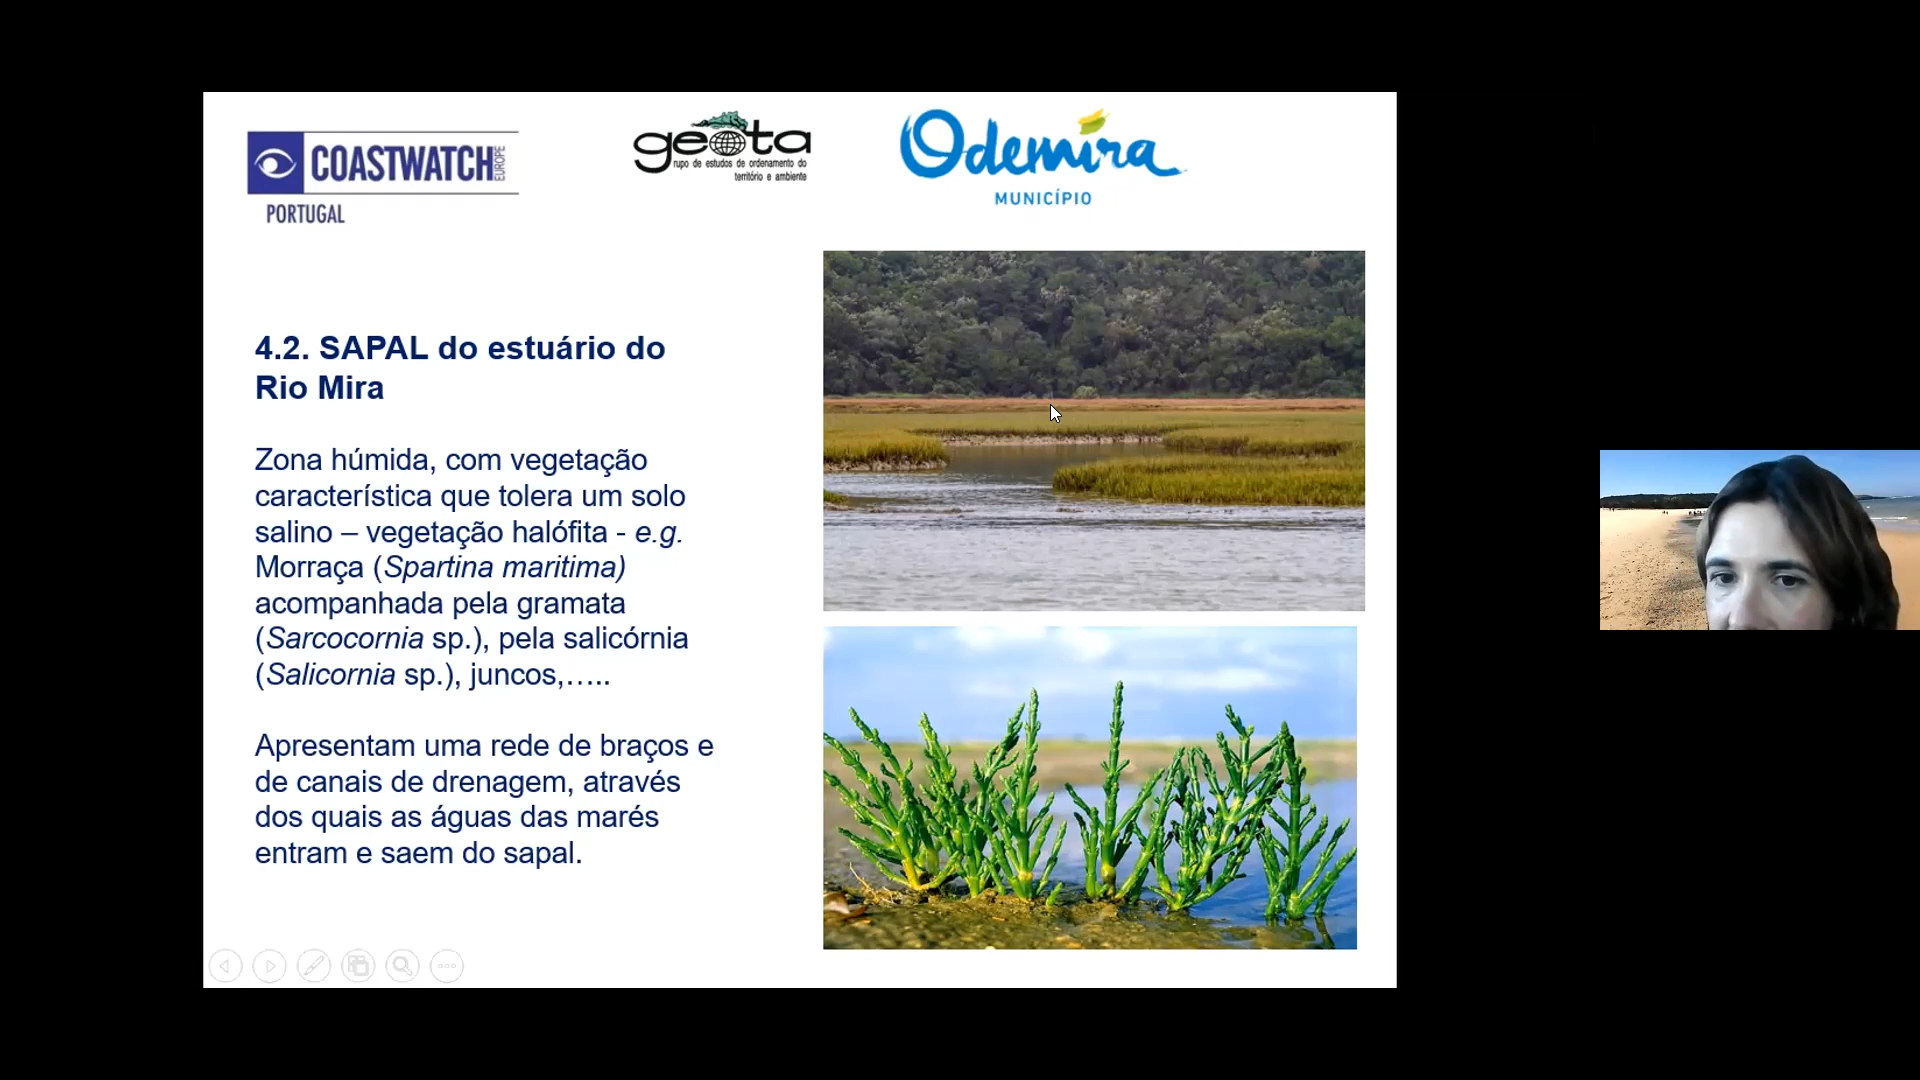 COASTWATCH
EUROPE
PORTUGAL
geota
rupo de estudos de ordenamento do
território e ambiente
Odemira
MUNICÍPIO
4.2. SAPAL do estuário do
Rio Mira
Zona húmida, com vegetação
característica que tolera um solo
salino – vegetação halófita - e.g.
Morraça (Spartina maritima)
acompanhada pela gramata
(Sarcocornia sp.), pela salicórnia
(Salicornia sp.), juncos,…..
Apresentam uma rede de braços e
de canais de drenagem, através
dos quais as águas das marés
entram e saem do sapal.